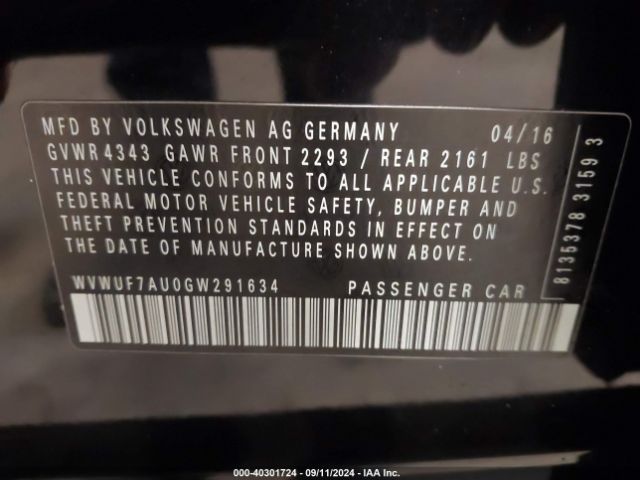 MFD BY VOLKSWAGEN AG GERMANY 04/16
GVWR 4343 GAWR FRONT 2293 / REAR 2161 LBS
THIS VEHICLE CONFORMS TO ALL APPLICABLE U.S.
FEDERAL MOTOR VEHICLE SAFETY, BUMPER AND
THEFT PREVENTION STANDARDS IN EFFECT ON
THE DATE OF MANUFACTURE SHOWN ABOVE.
WVWUF7AU0GW291634 PASSENGER CAR
8135378 3159 3
000-40301724 - 09/11/2024 - IAA Inc.